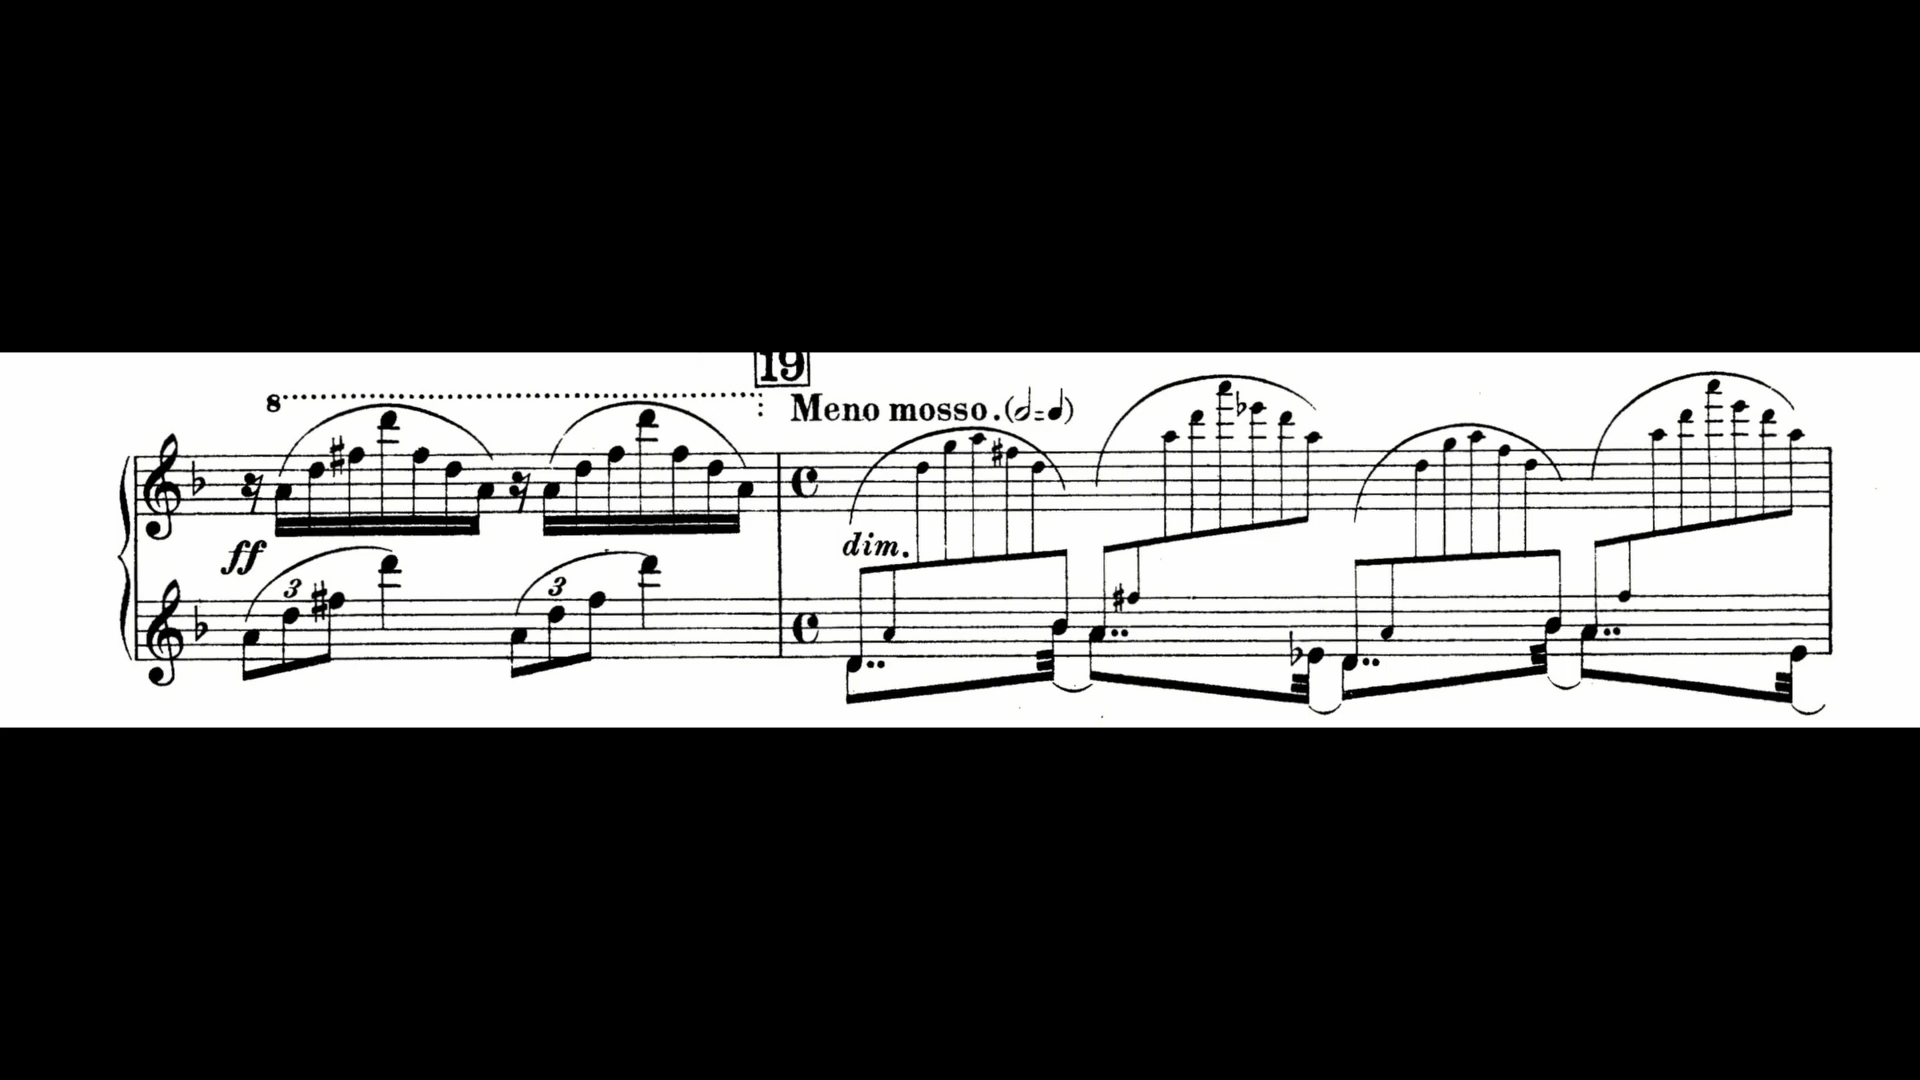 19
8
Meno mosso. (𝅗𝅥=♩)
ff
dim.
3
3